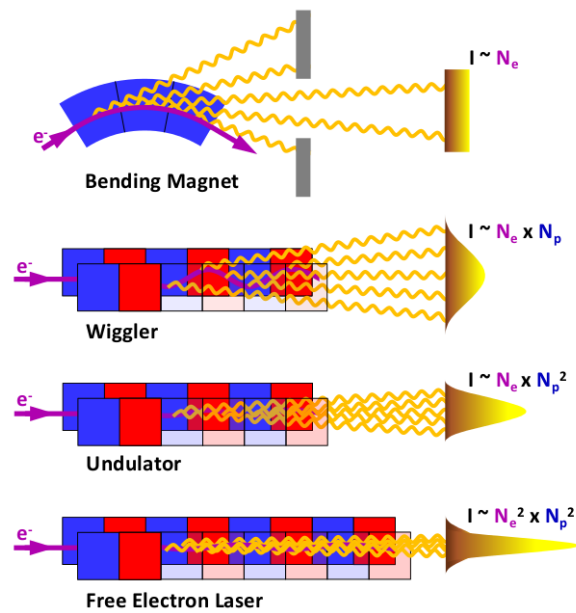 I ~ Nₑ
e⁻
Bending Magnet
I ~ Nₑ x Nₚ
e⁻
Wiggler
I ~ Nₑ x Nₚ²
e⁻
Undulator
I ~ Nₑ² x Nₚ²
e⁻
Free Electron Laser